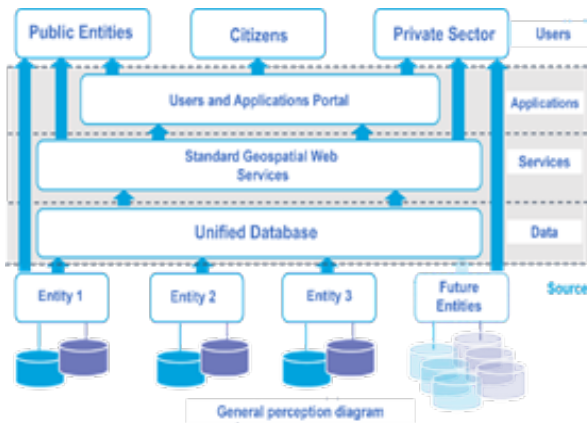 Public Entities
Citizens
Private Sector
Users
Users and Applications Portal
Applications
Standard Geospatial Web
Services
Services
Unified Database
Data
Entity 1
Entity 2
Entity 3
Future
Entities
Source
General perception diagram